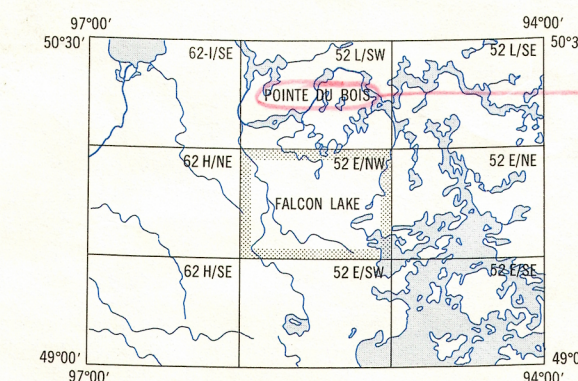 97°00' 94°00'
50°30' 62-I/SE 52 L/SW 52 L/SE 50°3
POINTE DU BOIS
62 H/NE 52 E/NW 52 E/NE
FALCON LAKE
62 H/SE 52 E/SW 52 E/SE
49°00' 49°0
97°00' 94°00'